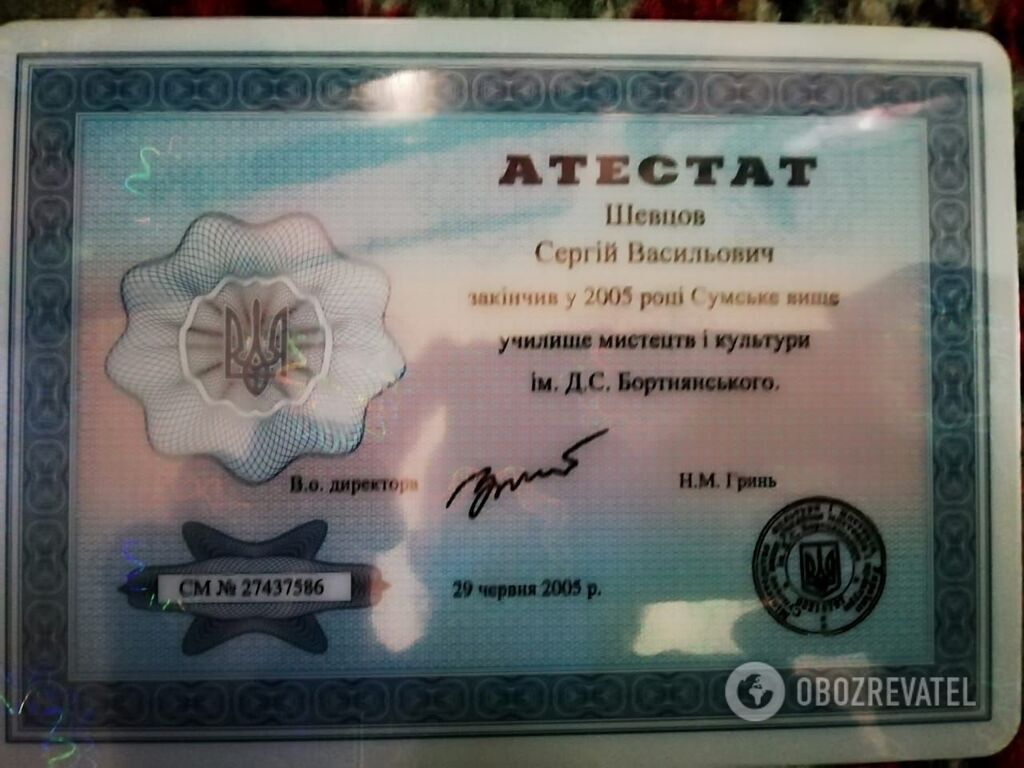 АТЕСТАТ
Шевцов
Сергій Васильович
закінчив у 2005 році Сумське вище
училище мистецтв і культури
ім. Д.С. Бортнянського.
В.о. директора
Н.М. Гринь
СМ № 27437586
29 червня 2005 р.
OBOZREVATEL